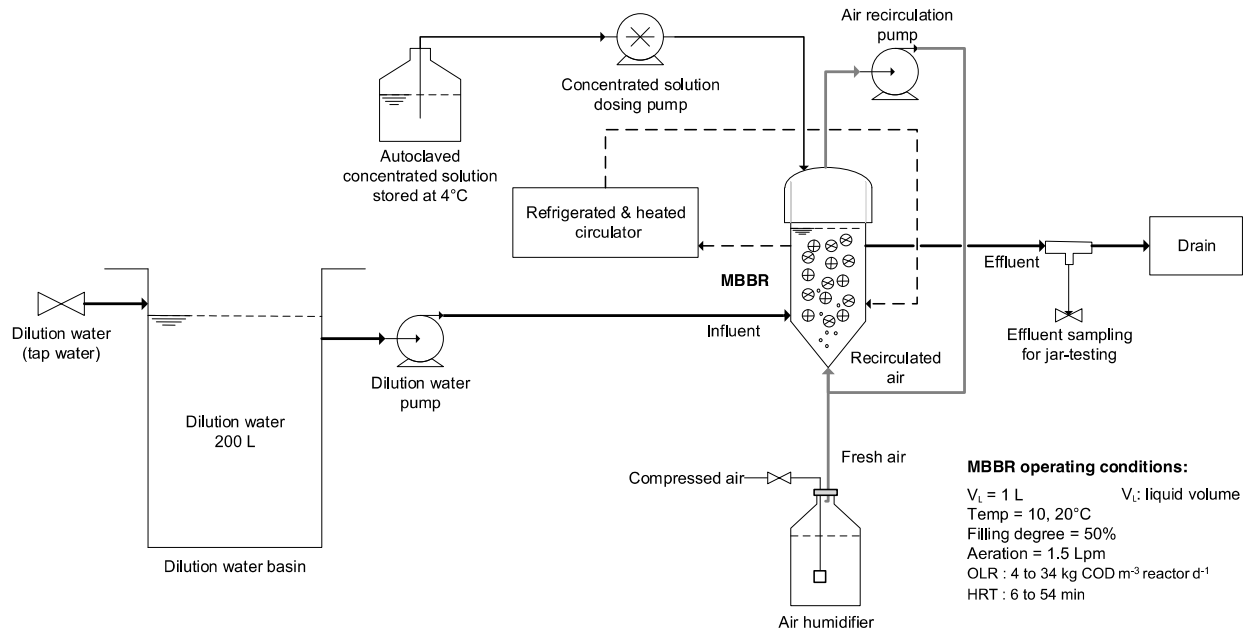 Air recirculation
pump
Concentrated solution
dosing pump
Autoclaved
concentrated solution
stored at 4°C
Refrigerated & heated
circulator
MBBR
Effluent
Drain
Dilution water
(tap water)
Influent
Effluent sampling
for jar-testing
Dilution water
pump
Recirculated
air
Dilution water
200 L
Fresh air
Compressed air
Dilution water basin
Air humidifier
MBBR operating conditions:
V_L = 1 L V_L: liquid volume
Temp = 10, 20°C
Filling degree = 50%
Aeration = 1.5 Lpm
OLR : 4 to 34 kg COD m⁻³ reactor d⁻¹
HRT : 6 to 54 min